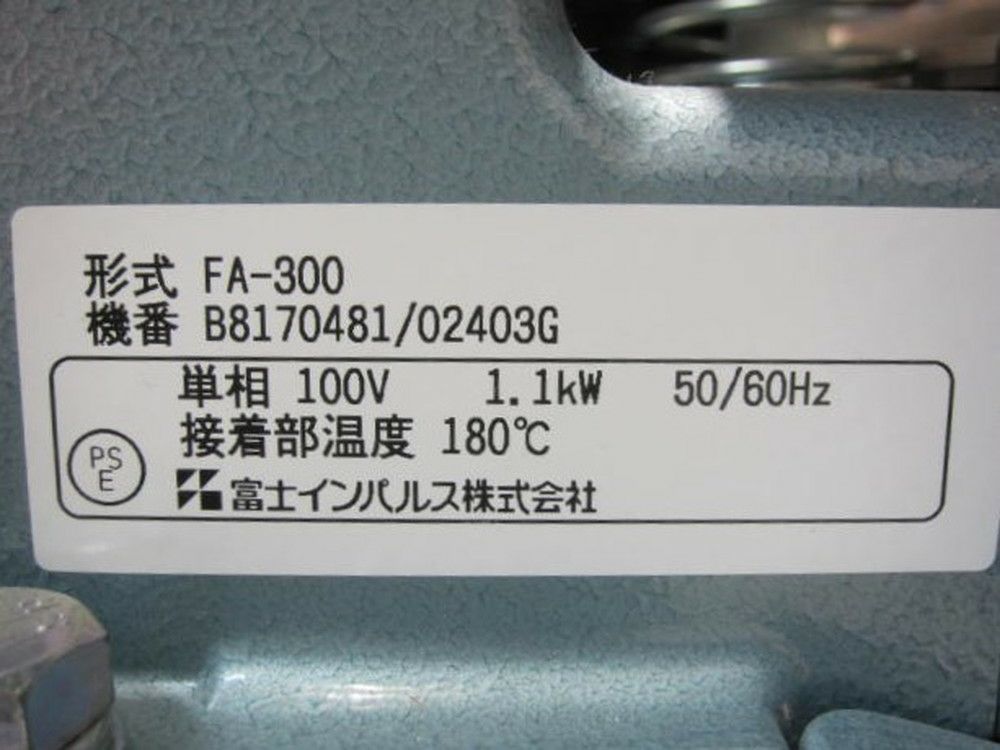 形式 FA-300
機番 B8170481/02403G
単相 100V 1.1kW 50/60Hz
接着部温度 180℃
PS
E
富士インパルス株式会社